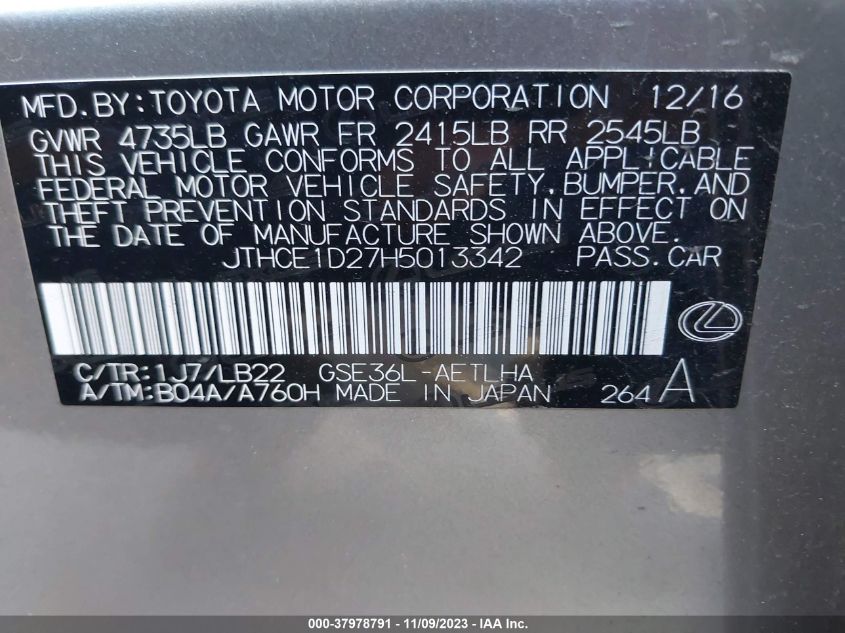 MFD.BY:TOYOTA MOTOR CORPORATION 12/16
GVWR 4735LB GAWR FR 2415LB RR 2545LB
THIS VEHICLE CONFORMS TO ALL APPLICABLE
FEDERAL MOTOR VEHICLE SAFETY,BUMPER,AND
THEFT PREVENTION STANDARDS IN EFFECT ON
THE DATE OF MANUFACTURE SHOWN ABOVE.
JTHCE1D27H5013342 PASS.CAR
C/TR:1J7/LB22 GSE36L-AETLHA
A/TM:B04A/A760H MADE IN JAPAN 264A
000-37978791 - 11/09/2023 - IAA Inc.